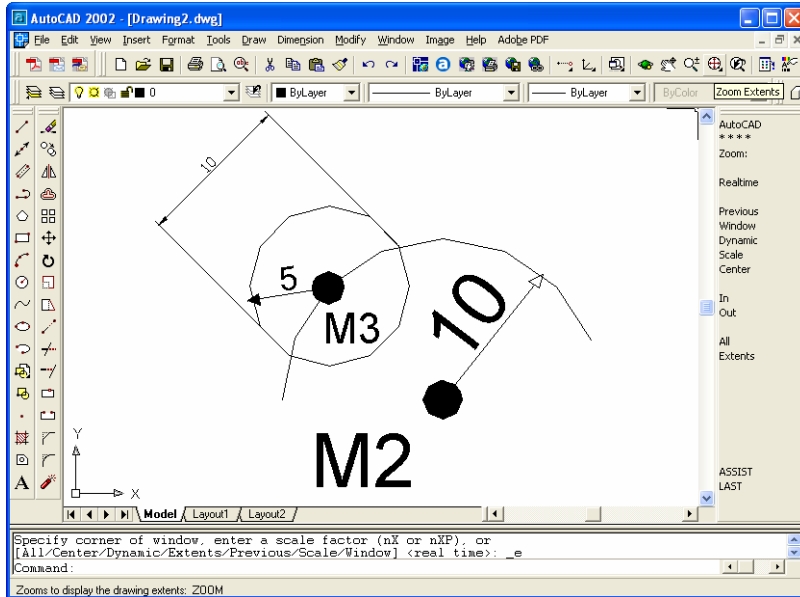 AutoCAD 2002 - [Drawing2.dwg]
File Edit View Insert Format Tools Draw Dimension Modify Window Image Help Adobe PDF
0 ByLayer ByLayer ByLayer ByColor
Zoom Extents
AutoCAD
* * * *
Zoom:
Realtime
Previous
Window
Dynamic
Scale
Center
In
Out
All
Extents
ASSIST
LAST
10
5
M3
10
M2
Y
X
Model Layout1 Layout2
Specify corner of window, enter a scale factor (nX or nXP), or
[All/Center/Dynamic/Extents/Previous/Scale/Window] <real time>: _e
Command:
Zooms to display the drawing extents: ZOOM